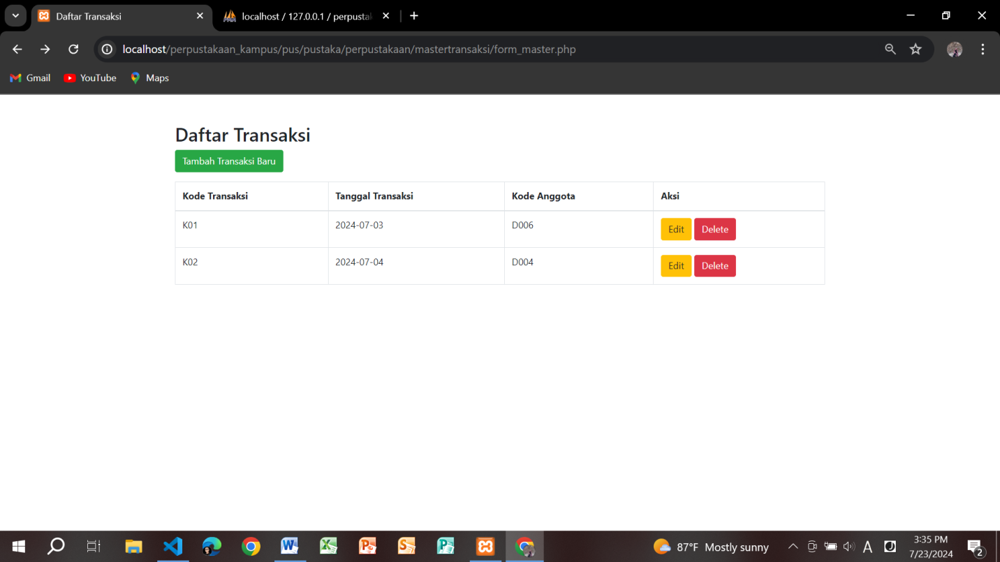 Daftar Transaksi
localhost / 127.0.0.1 / perpustak
localhost/perpustakaan_kampus/pus/pustaka/perpustakaan/mastertransaksi/form_master.php
Gmail YouTube Maps
Daftar Transaksi
Tambah Transaksi Baru
Kode Transaksi Tanggal Transaksi Kode Anggota Aksi
K01 2024-07-03 D006 Edit Delete
K02 2024-07-04 D004 Edit Delete
87°F Mostly sunny
A
3:35 PM
7/23/2024
2